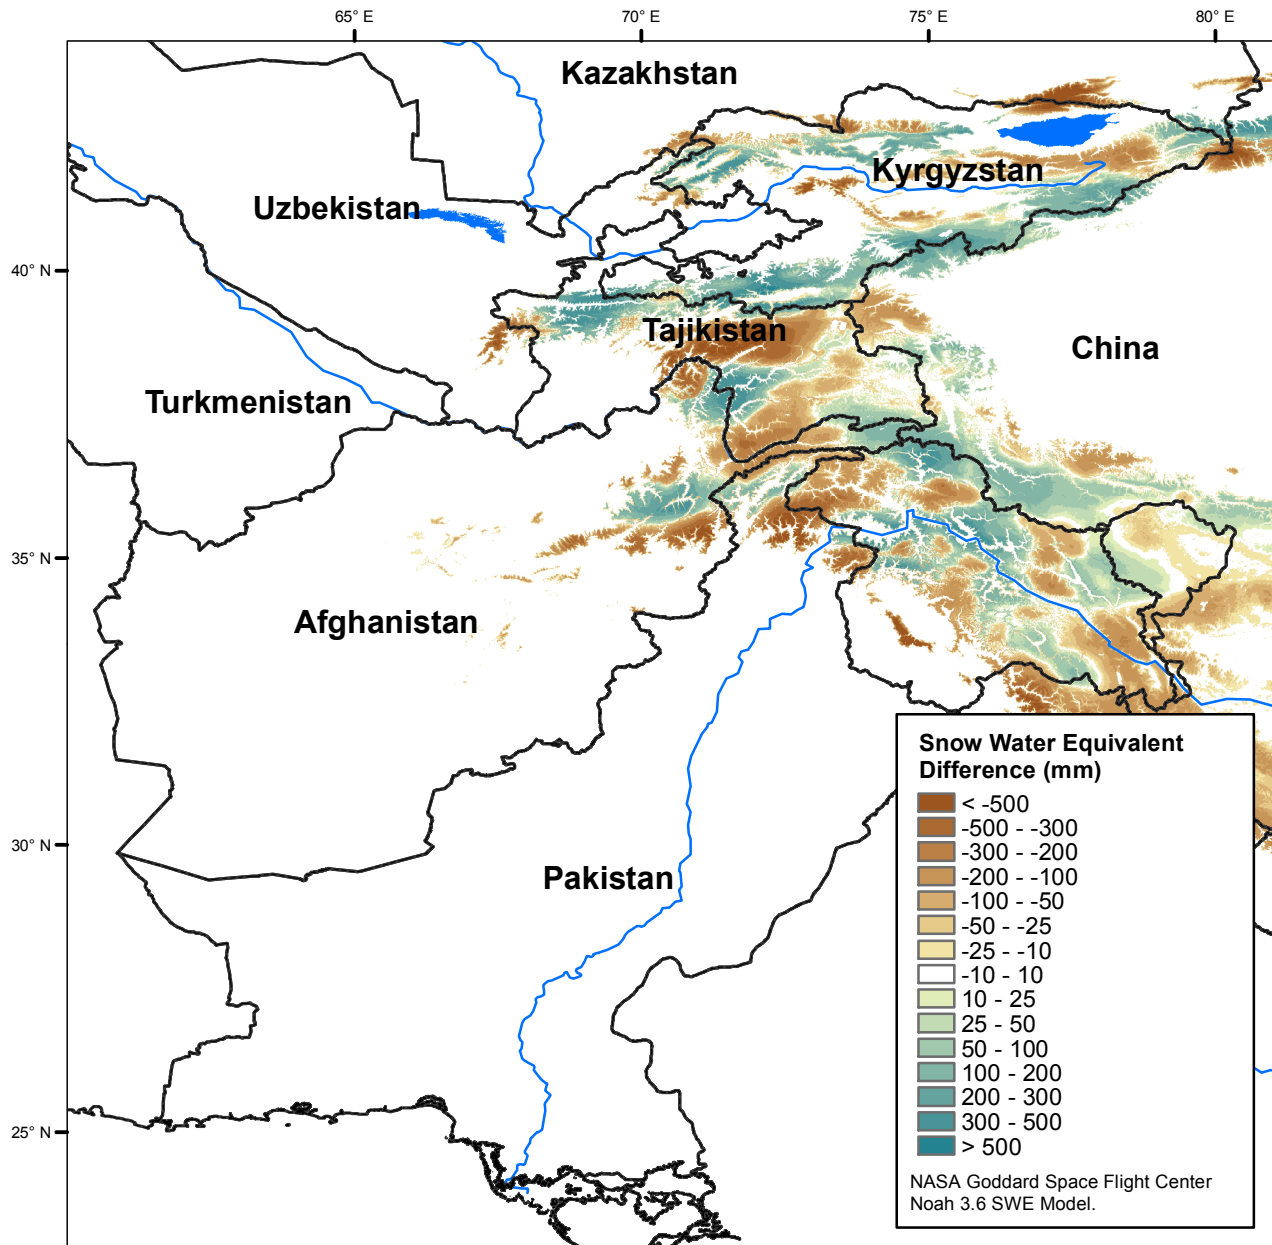 65° E
70° E
75° E
80° E
Kazakhstan
Kyrgyzstan
Uzbekistan
40° N
Tajikistan
China
Turkmenistan
35° N
Afghanistan
30° N
Pakistan
25° N
Snow Water Equivalent
Difference (mm)
< -500
-500 - -300
-300 - -200
-200 - -100
-100 - -50
-50 - -25
-25 - -10
-10 - 10
10 - 25
25 - 50
50 - 100
100 - 200
200 - 300
300 - 500
> 500
NASA Goddard Space Flight Center
Noah 3.6 SWE Model.